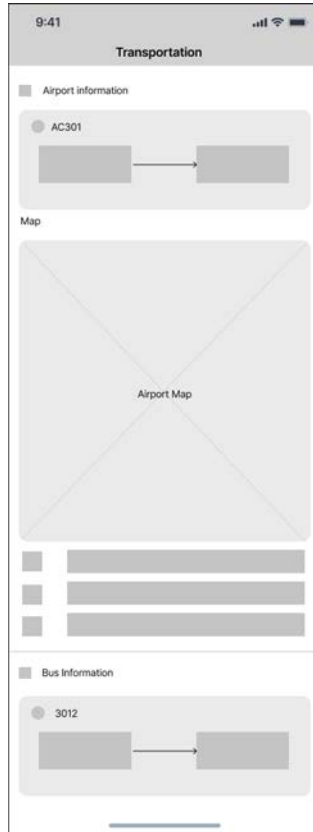 9:41
Transportation
Airport information
AC301
Map
Airport Map
Bus Information
3012